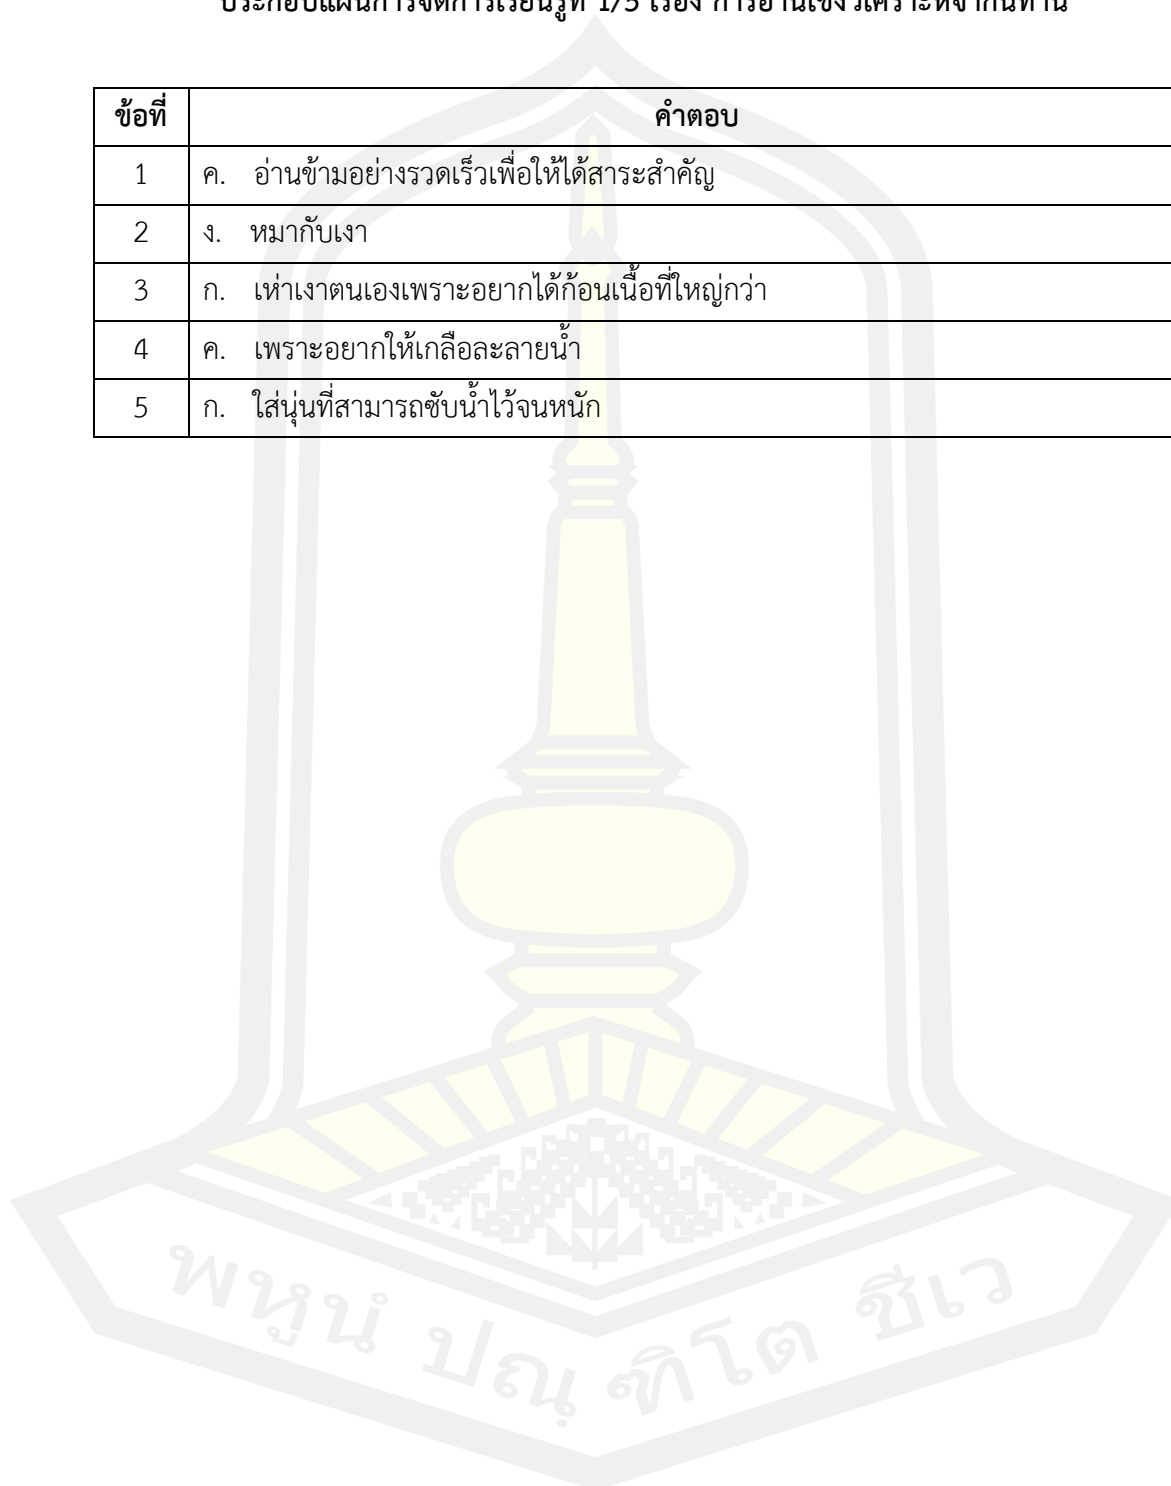 ประกอบแผนการจัดการเรียนรู้ที่ 1/3 เรื่อง การอ่านเชิงวิเคราะห์จากนิทาน
ข้อที่ คำตอบ
1 ค. อ่านข้ามอย่างรวดเร็วเพื่อให้ได้สาระสำคัญ
2 ง. หมากับเงา
3 ก. เห่าเงาตนเองเพราะอยากได้ก้อนเนื้อที่ใหญ่กว่า
4 ค. เพราะอยากให้เกลือละลายน้ำ
5 ก. ใส่นุ่นที่สามารถซับน้ำไว้จนหนัก
พหูนํ ปณฺฑิโต ชีเว